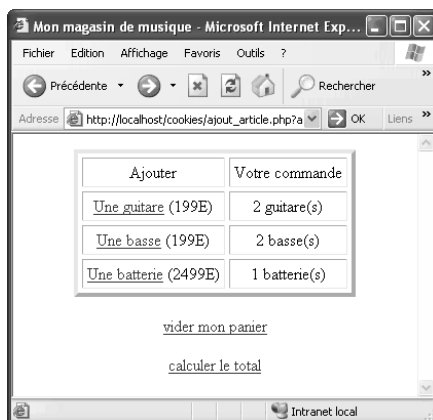 Mon magasin de musique - Microsoft Internet Exp...
Fichier Edition Affichage Favoris Outils ? »
Précédente Rechercher »
Adresse http://localhost/cookies/ajout_article.php?a OK Liens »
Ajouter Votre commande
Une guitare (199E) 2 guitare(s)
Une basse (199E) 2 basse(s)
Une batterie (2499E) 1 batterie(s)
vider mon panier
calculer le total
Intranet local